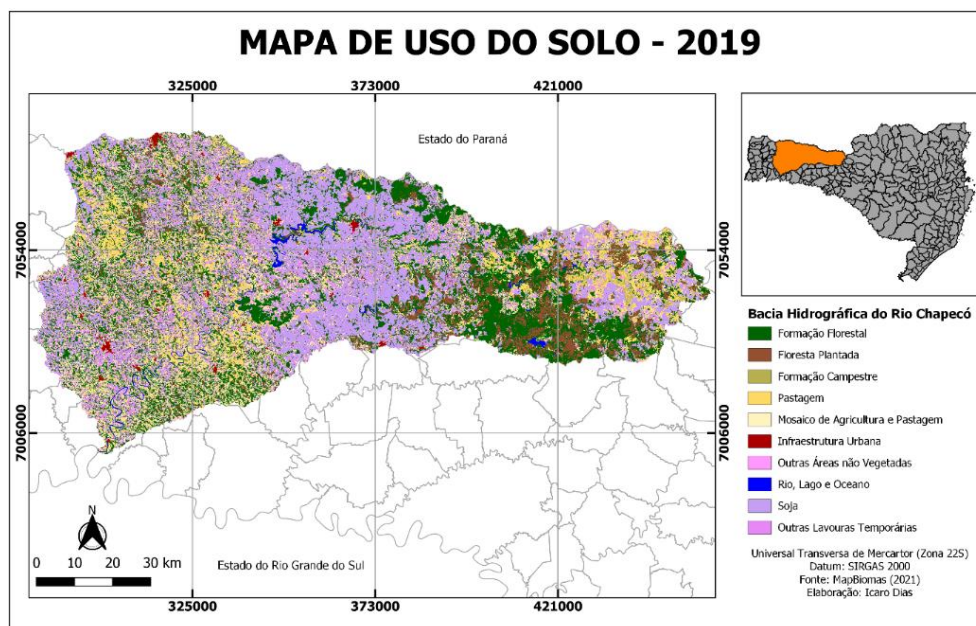 MAPA DE USO DO SOLO - 2019
325000
373000
421000
Estado do Paraná
7054000
7054000
7006000
7006000
N
0 10 20 30 km
Estado do Rio Grande do Sul
325000
373000
421000
Bacia Hidrográfica do Rio Chapecó
Formação Florestal
Floresta Plantada
Formação Campestre
Pastagem
Mosaico de Agricultura e Pastagem
Infraestrutura Urbana
Outras Áreas não Vegetadas
Rio, Lago e Oceano
Soja
Outras Lavouras Temporárias
Universal Transversa de Mercartor (Zona 22S)
Datum: SIRGAS 2000
Fonte: MapBiomas (2021)
Elaboração: Icaro Dias